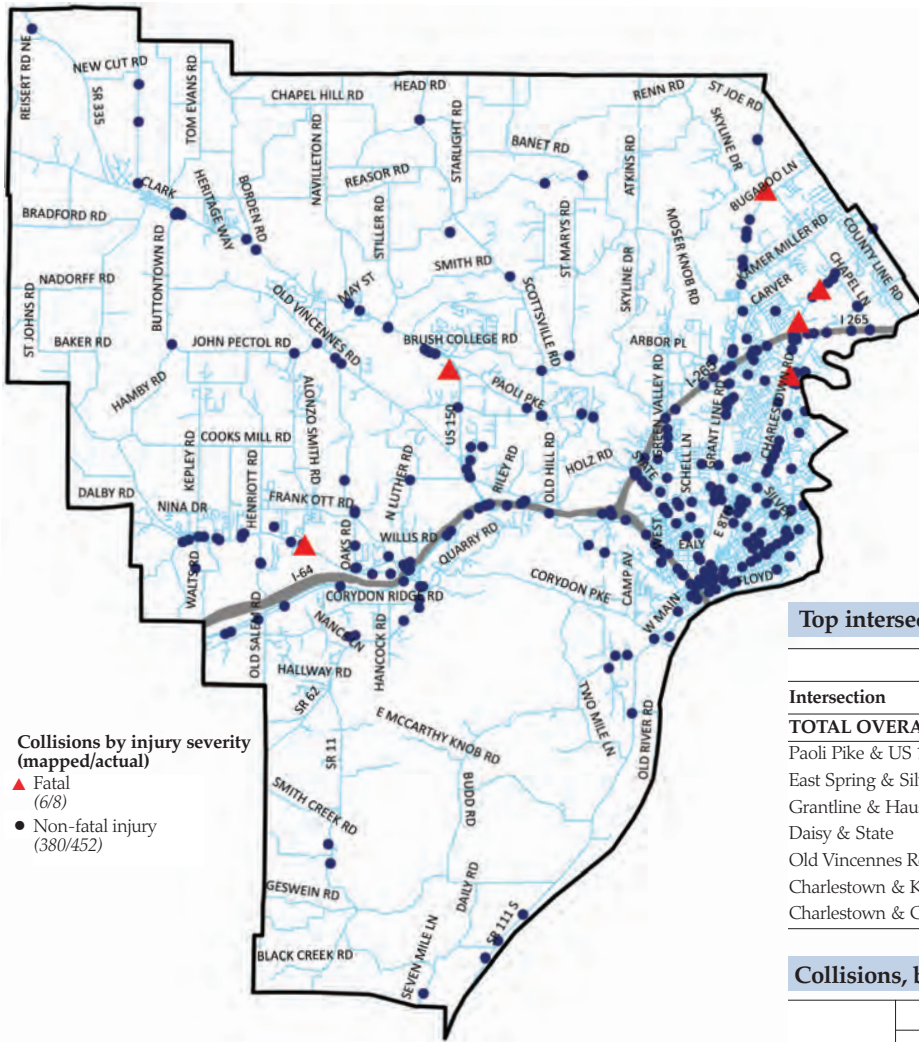 REISERT RD NE
NEW CUT RD
SR 335
TOM EVANS RD
CHAPEL HILL RD
HEAD RD
RENN RD
ST JOE RD
SKYLINE DR
STARLIGHT RD
BANET RD
ATKINS RD
NAVILLETON RD
REASOR RD
CLARK
HERITAGE WAY
BORDEN RD
BUGABOO LN
BRADFORD RD
STILLER RD
ST MARYS RD
MOSER KNOB RD
KAMER MILLER RD
COUNTY LINE RD
BUTTONTOWN RD
SMITH RD
SKYLINE DR
CARVER
CHAPEL LN
NADORFF RD
MAY ST
SCOTTSVILLE RD
ST JOHNS RD
OLD VINCENNES RD
I 265
BAKER RD
JOHN PECTOL RD
BRUSH COLLEGE RD
ARBOR PL
I-265
HAMBY RD
PAOLI PKE
ALONZO SMITH RD
US 150
GREEN VALLEY RD
GRANT LINE RD
CHARLESTOWN RD
COOKS MILL RD
KEPLEY RD
RILEY RD
OLD HILL RD
HOLZ RD
STATE
SCHELL LN
DALBY RD
HENRIOTT RD
FRANK OTT RD
N LUTHER RD
SILVER
NINA DR
E 8TH
OAKS RD
WILLIS RD
QUARRY RD
WEST
EALY
WALTS RD
I-64
CORYDON RIDGE RD
CORYDON PKE
CAMP AV
FLOYD
W MAIN
OLD SALEM RD
NANCE LN
HANCOCK RD
HALLWAY RD
SR 62
TWO MILE LN
E MCCARTHY KNOB RD
OLD RIVER RD
SR 11
SMITH CREEK RD
BUDD RD
GESWEIN RD
DAILY RD
SR 111 S
BLACK CREEK RD
SEVEN MILE LN
Collisions by injury severity
(mapped/actual)
Fatal
(6/8)
Non-fatal injury
(380/452)
Top intersec
Intersection
TOTAL OVERA
Paoli Pike & US 1
East Spring & Sil
Grantline & Haus
Daisy & State
Old Vincennes R
Charlestown & K
Charlestown & C
Collisions, b